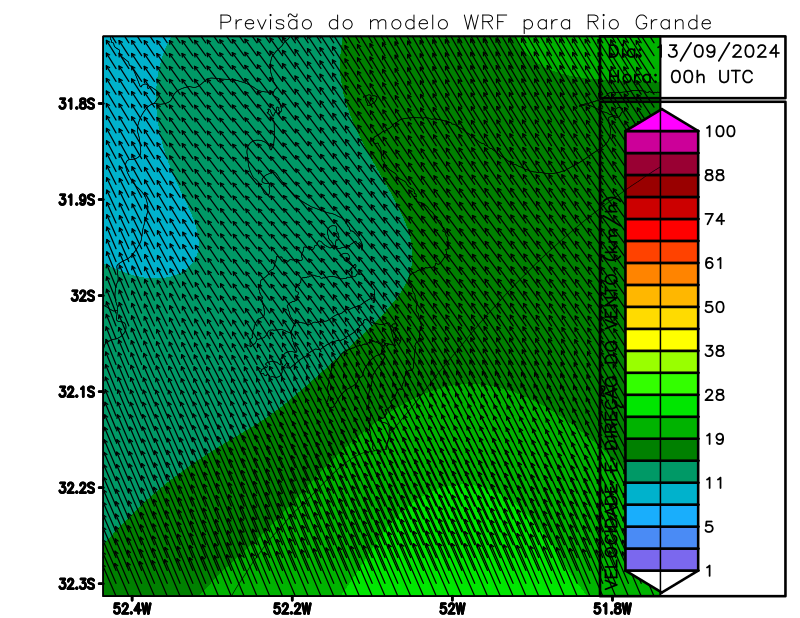 Previsão do modelo WRF para Rio Grande
Dia: 13/09/2024
Hora: 00h UTC
31.8S
31.9S
32S
32.1S
32.2S
32.3S
52.4W
52.2W
52W
51.8W
VELOCIDADE E DIREÇÃO DO VENTO (km/h)
100
88
74
61
50
38
28
19
11
5
1